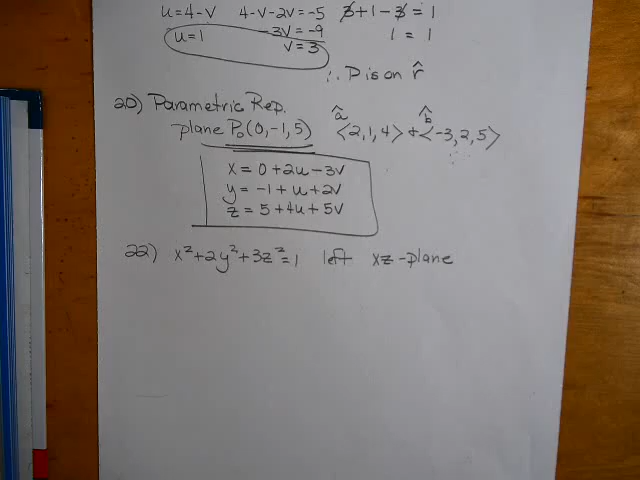 u=4-v 4-v-2v=-5 3+1-3=1
u=1 -3v=-9 1=1
v=3
∴ D is on r̂
20) Parametric Rep. â b̂
plane P₀(0,-1,5) <2,1,4> + <-3,2,5>
x = 0+2u-3v
y = -1+u+2v
z = 5+4u+5v
22) x²+2y²+3z²=1 left xz-plane